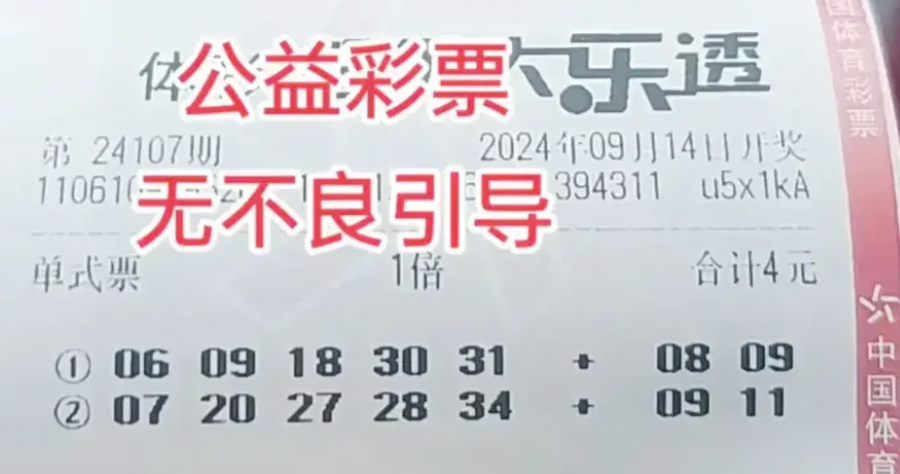 体 乐透
公益彩票
第 24107期 2024年09月14日开奖
110610 394311 u5x1kA
无不良引导
单式票 1倍 合计4元
① 06 09 18 30 31 + 08 09
② 07 20 27 28 34 + 09 11
国体育彩票
中国体育